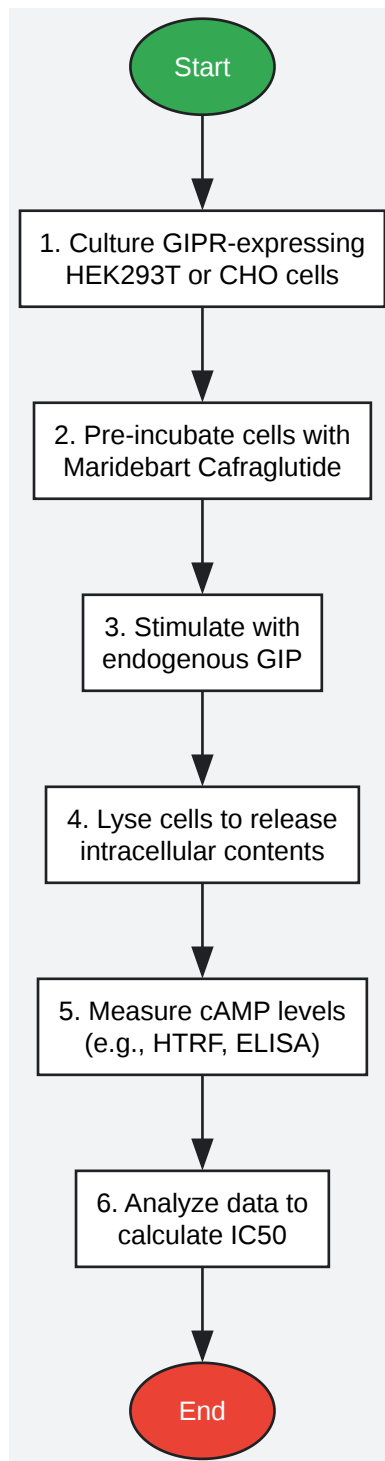 Start
1. Culture GIPR-expressing
HEK293T or CHO cells
2. Pre-incubate cells with
Maridebart Cafraglutide
3. Stimulate with
endogenous GIP
4. Lyse cells to release
intracellular contents
5. Measure cAMP levels
(e.g., HTRF, ELISA)
6. Analyze data to
calculate IC50
End